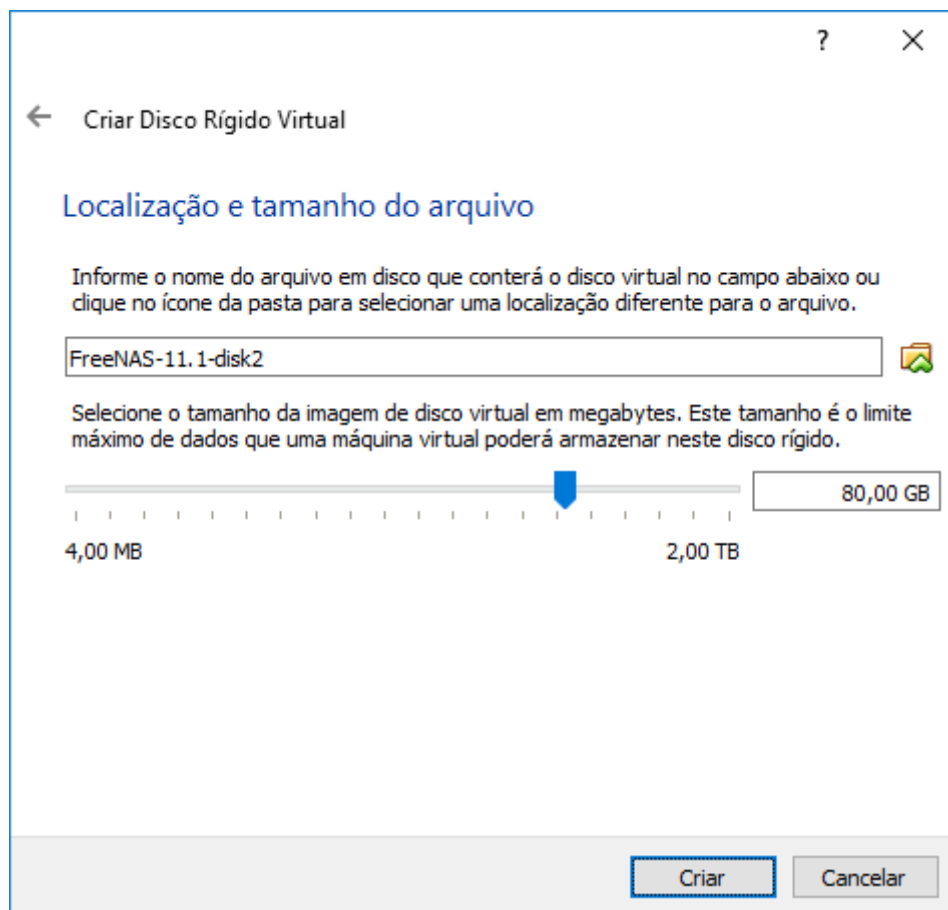 ?
Criar Disco Rígido Virtual
Localização e tamanho do arquivo
Informe o nome do arquivo em disco que conterá o disco virtual no campo abaixo ou
clique no ícone da pasta para selecionar uma localização diferente para o arquivo.
FreeNAS-11.1-disk2
Selecione o tamanho da imagem de disco virtual em megabytes. Este tamanho é o limite
máximo de dados que uma máquina virtual poderá armazenar neste disco rígido.
80,00 GB
4,00 MB 2,00 TB
Criar Cancelar